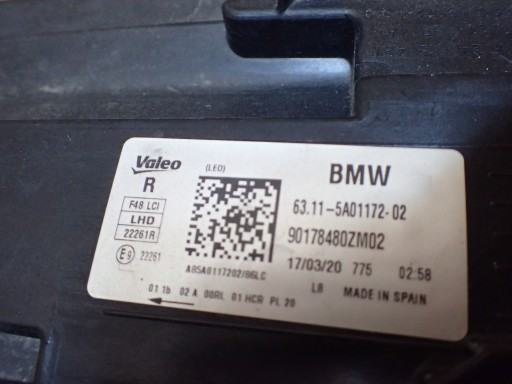 Valeo
(LED)
BMW
R
F48 LCI
LHD
22261R
E9 22261
63.11-5A01172-02
90178480ZM02
17/03/20 775 02:58
A85A0117202/86LC
L8 MADE IN SPAIN
01 1b 02 A 00RL 01 HCR PL 20